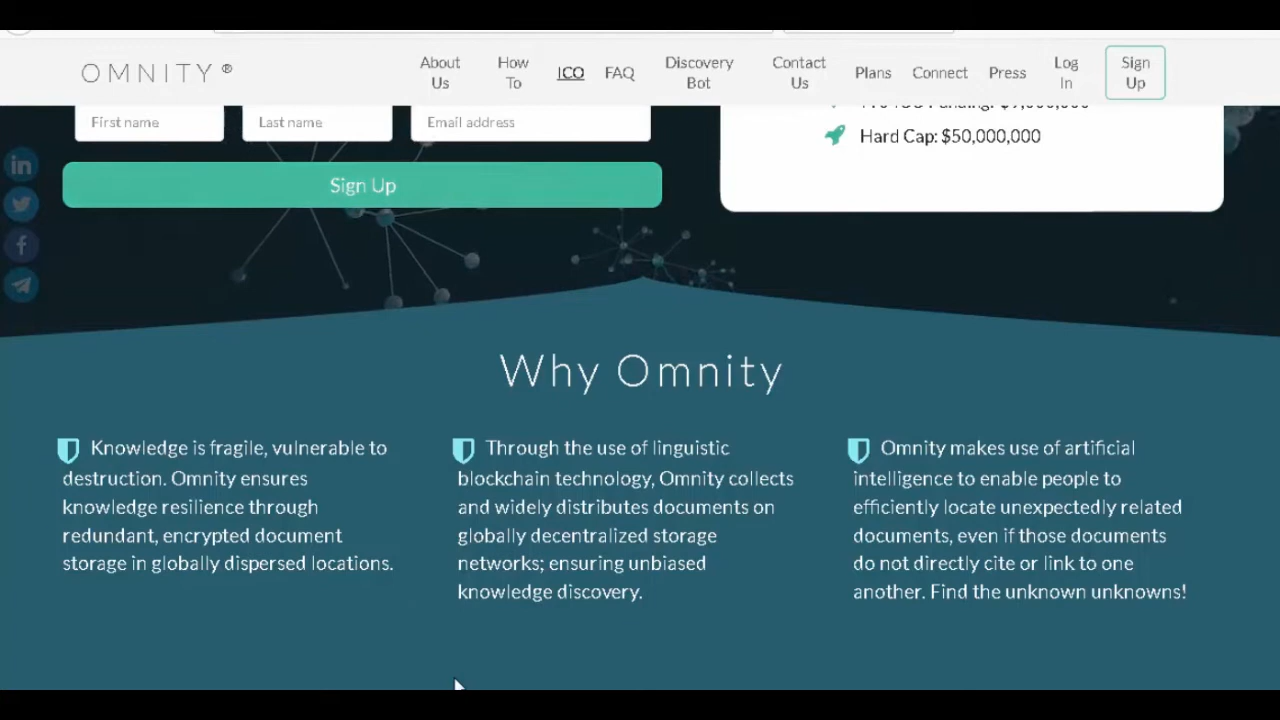 OMNITY®
About Us
How To
ICO
FAQ
Discovery Bot
Contact Us
Plans
Connect
Press
Log In
Sign Up
First name
Last name
Email address
Hard Cap: $50,000,000
Sign Up
Why Omnity
Knowledge is fragile, vulnerable to
destruction. Omnity ensures
knowledge resilience through
redundant, encrypted document
storage in globally dispersed locations.
Through the use of linguistic
blockchain technology, Omnity collects
and widely distributes documents on
globally decentralized storage
networks; ensuring unbiased
knowledge discovery.
Omnity makes use of artificial
intelligence to enable people to
efficiently locate unexpectedly related
documents, even if those documents
do not directly cite or link to one
another. Find the unknown unknowns!